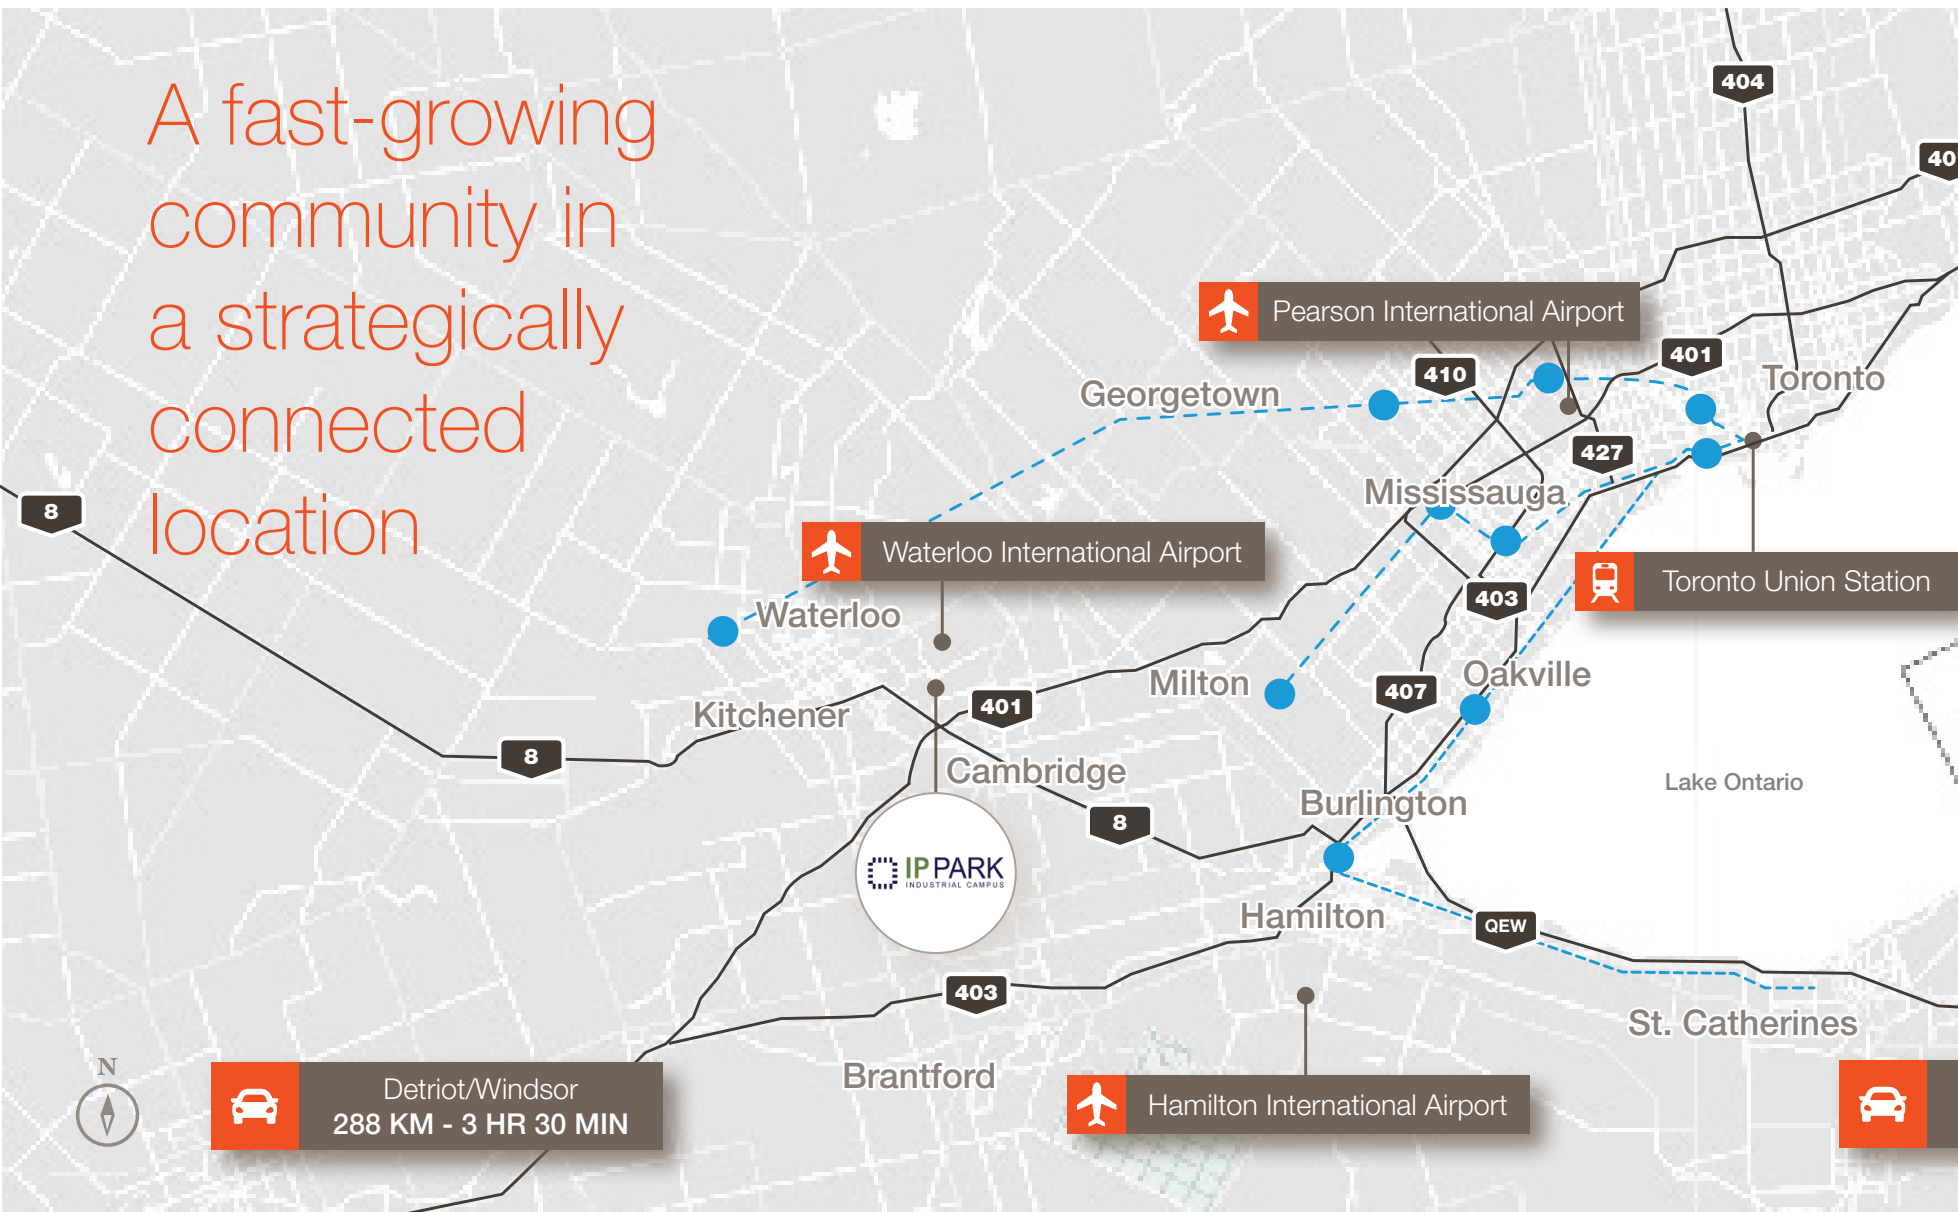 A fast-growing
community in
a strategically
connected
location
404
40
Pearson International Airport
401
410
Toronto
Georgetown
427
Mississauga
8
Waterloo International Airport
Toronto Union Station
403
Waterloo
Oakville
Milton
407
401
Kitchener
8
Cambridge
Lake Ontario
Burlington
8
IP PARK
INDUSTRIAL CAMPUS
Hamilton
QEW
403
St. Catherines
N
Brantford
Detriot/Windsor
288 KM - 3 HR 30 MIN
Hamilton International Airport